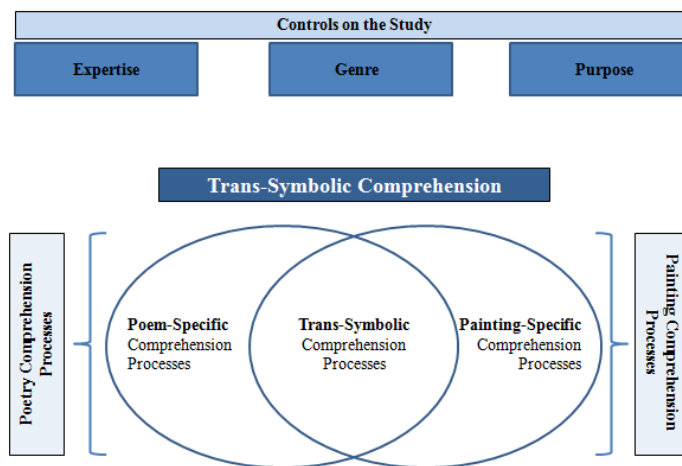 Controls on the Study
Expertise
Genre
Purpose
Trans-Symbolic Comprehension
Poetry Comprehension
Processes
Poem-Specific
Comprehension
Processes
Trans-Symbolic
Comprehension
Processes
Painting-Specific
Comprehension
Processes
Painting Comprehension
Processes